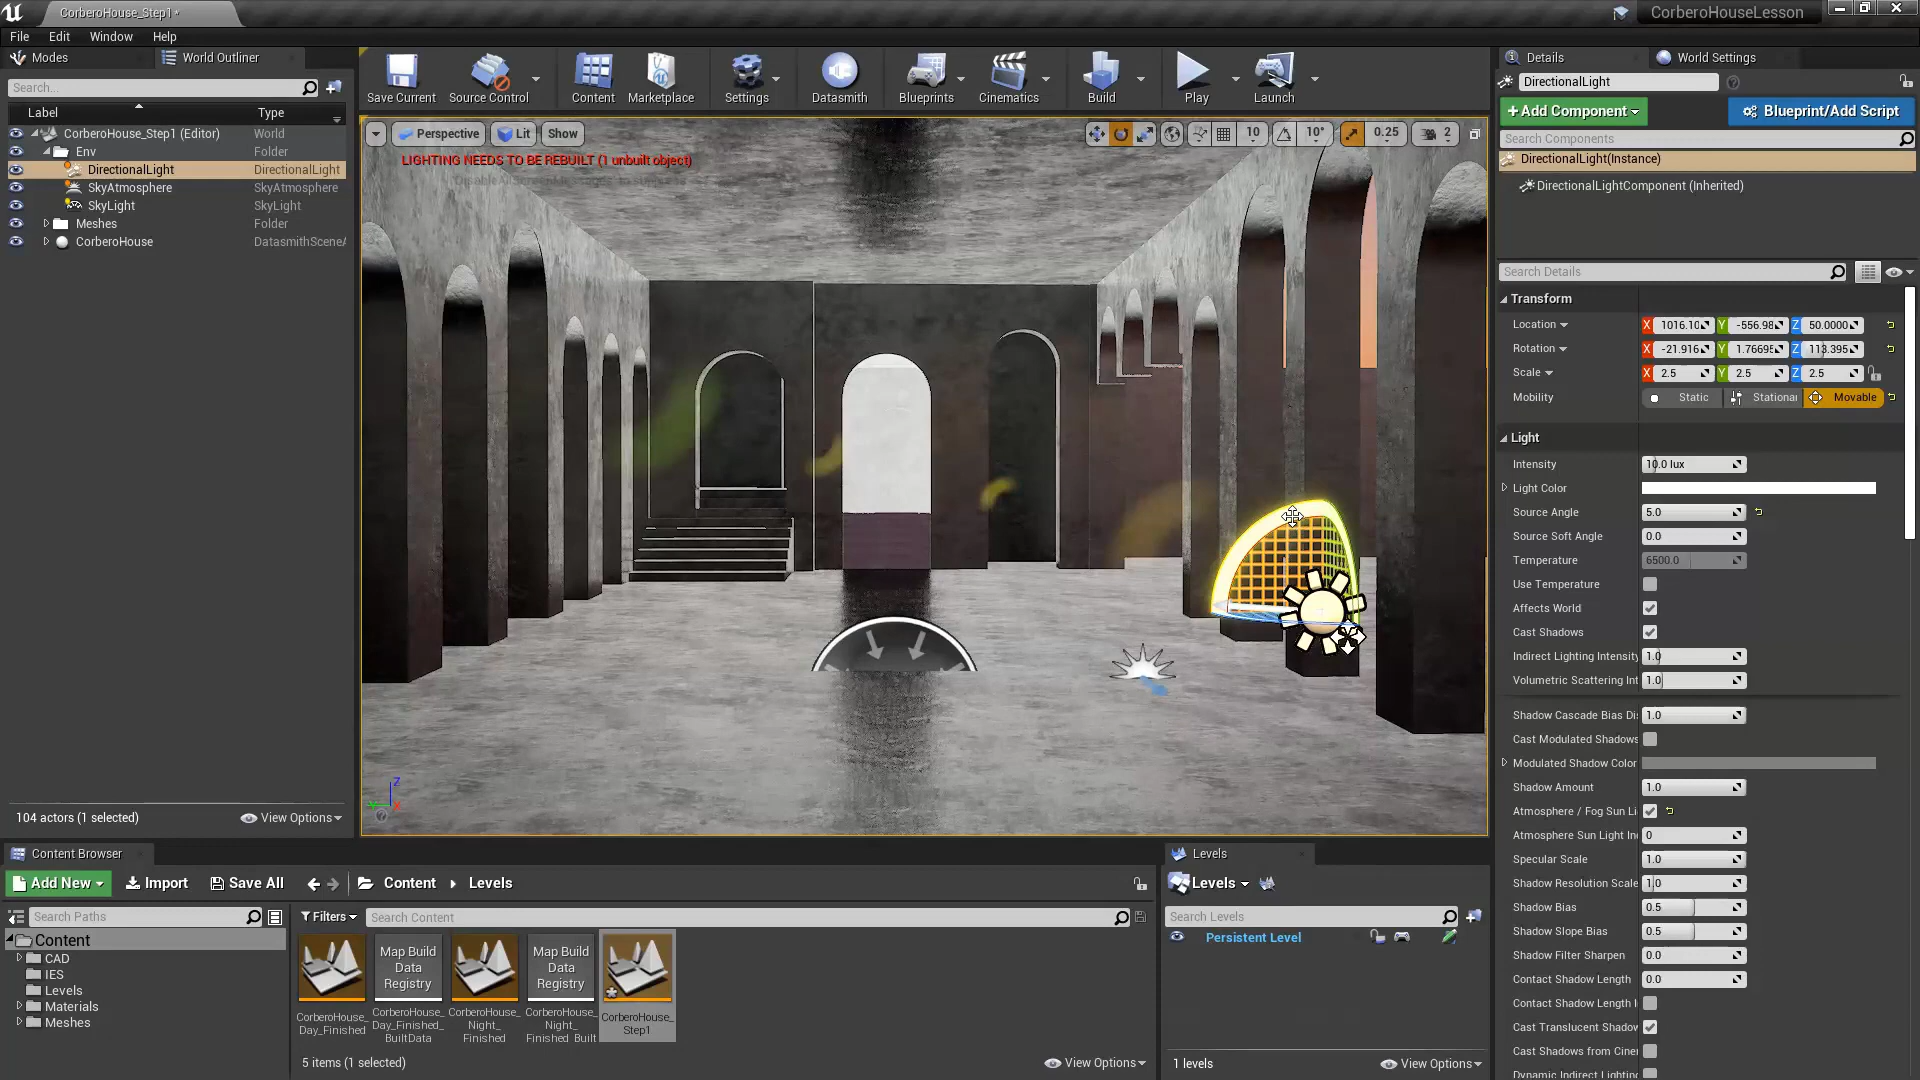 CorberoHouse_Step1*
CorberoHouseLesson
File Edit Window Help
Modes
World Outliner
Search...
Label Type
CorberoHouse_Step1 (Editor) World
Env Folder
DirectionalLight DirectionalLight
SkyAtmosphere SkyAtmosphere
SkyLight SkyLight
Meshes Folder
CorberoHouse DatasmithSceneA
104 actors (1 selected)
View Options
Save Current
Source Control
Content
Marketplace
Settings
Datasmith
Blueprints
Cinematics
Build
Play
Launch
Perspective
Lit
Show
10
10°
0.25
2
LIGHTING NEEDS TO BE REBUILT (1 unbuilt object)
Z
Y
X
Details
World Settings
DirectionalLight
+ Add Component
Blueprint/Add Script
Search Components
DirectionalLight(Instance)
DirectionalLightComponent (Inherited)
Search Details
Transform
Location X 1016.10 Y -556.98 Z 50.0000
Rotation X -21.916 Y 1.7669 Z 113.395
Scale X 2.5 Y 2.5 Z 2.5
Mobility Static Stationar Movable
Light
Intensity 10.0 lux
Light Color
Source Angle 5.0
Source Soft Angle 0.0
Temperature 6500.0
Use Temperature
Affects World
Cast Shadows
Indirect Lighting Intensity 1.0
Volumetric Scattering Int 1.0
Shadow Cascade Bias Di 1.0
Cast Modulated Shadows
Modulated Shadow Color
Shadow Amount 1.0
Atmosphere / Fog Sun Li
Atmosphere Sun Light In 0
Specular Scale 1.0
Shadow Resolution Scale 1.0
Shadow Bias 0.5
Shadow Slope Bias 0.5
Shadow Filter Sharpen 0.0
Contact Shadow Length 0.0
Contact Shadow Length I
Cast Translucent Shadow
Cast Shadows from Cine
Dynamic Indirect Lighting
Content Browser
Add New
Import
Save All
Content
Levels
Search Paths
Filters
Search Content
Content
CAD
IES
Levels
Materials
Meshes
CorberoHouse_
Day_Finished
Map Build
Data
Registry
CorberoHouse_
Day_Finished_
BuiltData
CorberoHouse_
Night_
Finished
Map Build
Data
Registry
CorberoHouse_
Night_
Finished_Built
CorberoHouse_
Step1
5 items (1 selected)
View Options
Levels
Levels
Search Levels
Persistent Level
1 levels
View Options